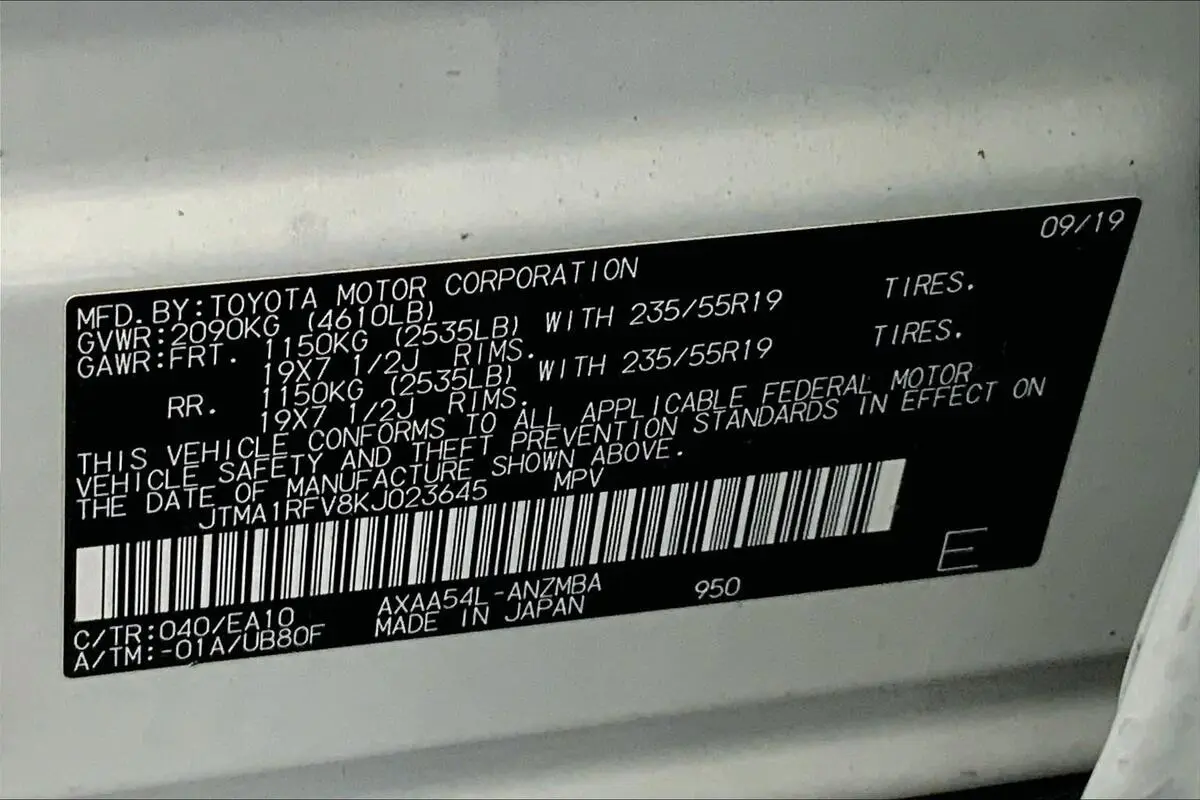 09/19
MFD. BY:TOYOTA MOTOR CORPORATION
GVWR:2090KG (4610LB)
GAWR:FRT. 1150KG (2535LB) WITH 235/55R19 TIRES.
19X7 1/2J RIMS.
RR. 1150KG (2535LB) WITH 235/55R19 TIRES.
19X7 1/2J RIMS.
THIS VEHICLE CONFORMS TO ALL APPLICABLE FEDERAL MOTOR
VEHICLE SAFETY AND THEFT PREVENTION STANDARDS IN EFFECT ON
THE DATE OF MANUFACTURE SHOWN ABOVE.
JTMA1RFV8KJ023645 MPV
E
C/TR:040/EA10 AXAA54L-ANZMBA 950
A/TM:-01A/UB80F MADE IN JAPAN